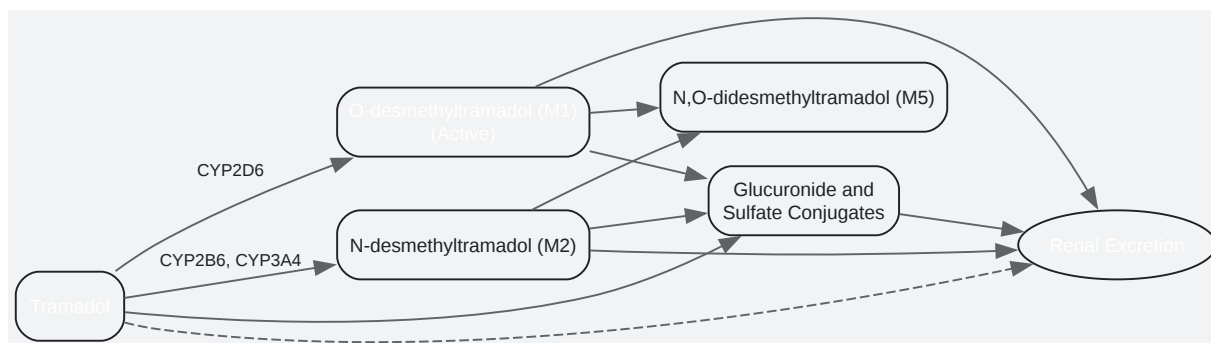 Tramadol
CYP2D6
CYP2B6, CYP3A4
O-desmethyltramadol (M1)
(Active)
N-desmethyltramadol (M2)
N,O-didesmethyltramadol (M5)
Glucuronide and
Sulfate Conjugates
Renal Excretion